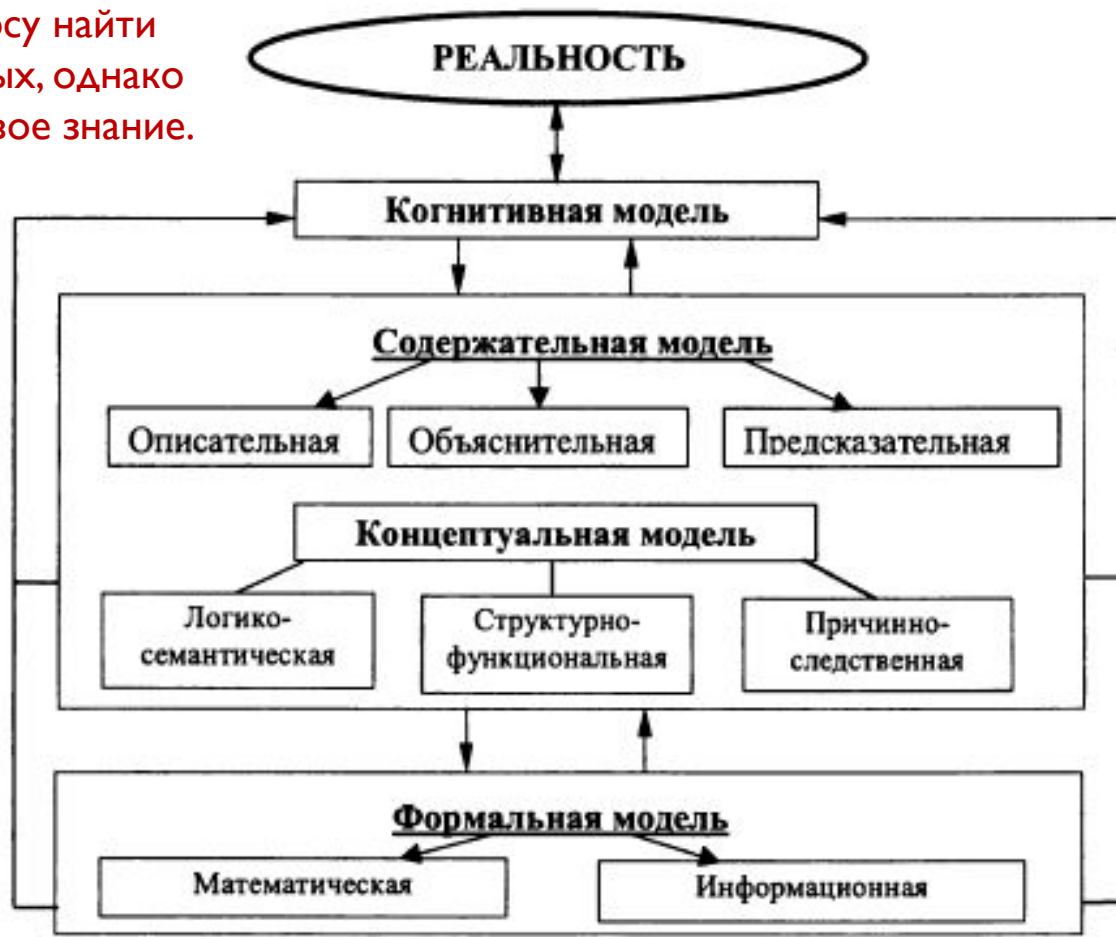 осу найти
ых, однако
вое знание.
РЕАЛЬНОСТЬ
Когнитивная модель
Содержательная модель
Описательная
Объяснительная
Предсказательная
Концептуальная модель
Логико-
семантическая
Структурно-
функциональная
Причинно-
следственная
Формальная модель
Математическая
Информационная